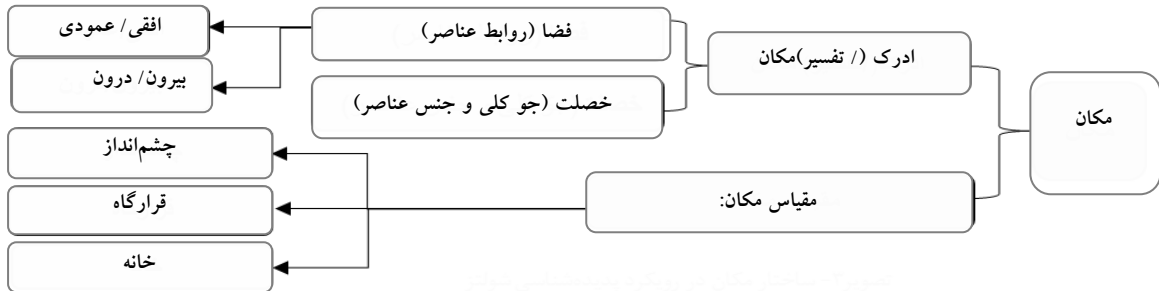 مکان
ادرک (/ تفسیر)مکان
فضا (روابط عناصر)
افقی/ عمودی
بیرون/ درون
خصلت (جو کلی و جنس عناصر)
مقیاس مکان:
چشم‌انداز
قرارگاه
خانه